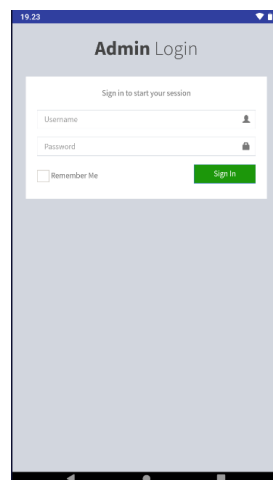 19.23
Admin Login
Sign in to start your session
Username
Password
Remember Me
Sign In